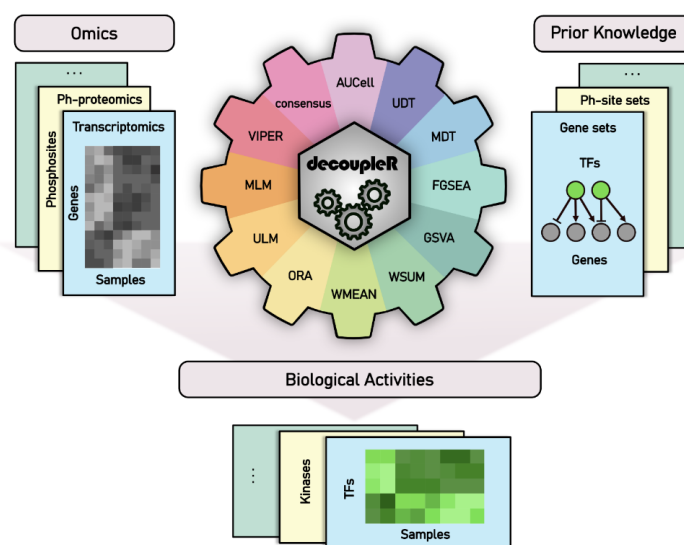 Omics
...
Ph-proteomics
Phosphosites
Transcriptomics
Genes
Samples
AUCell
UDT
MDT
FGSEA
GSVA
WSUM
WMEAN
ORA
ULM
MLM
VIPER
consensus
decoupleR
Prior Knowledge
...
Ph-site sets
Gene sets
TFs
Genes
Biological Activities
...
Kinases
TFs
Samples